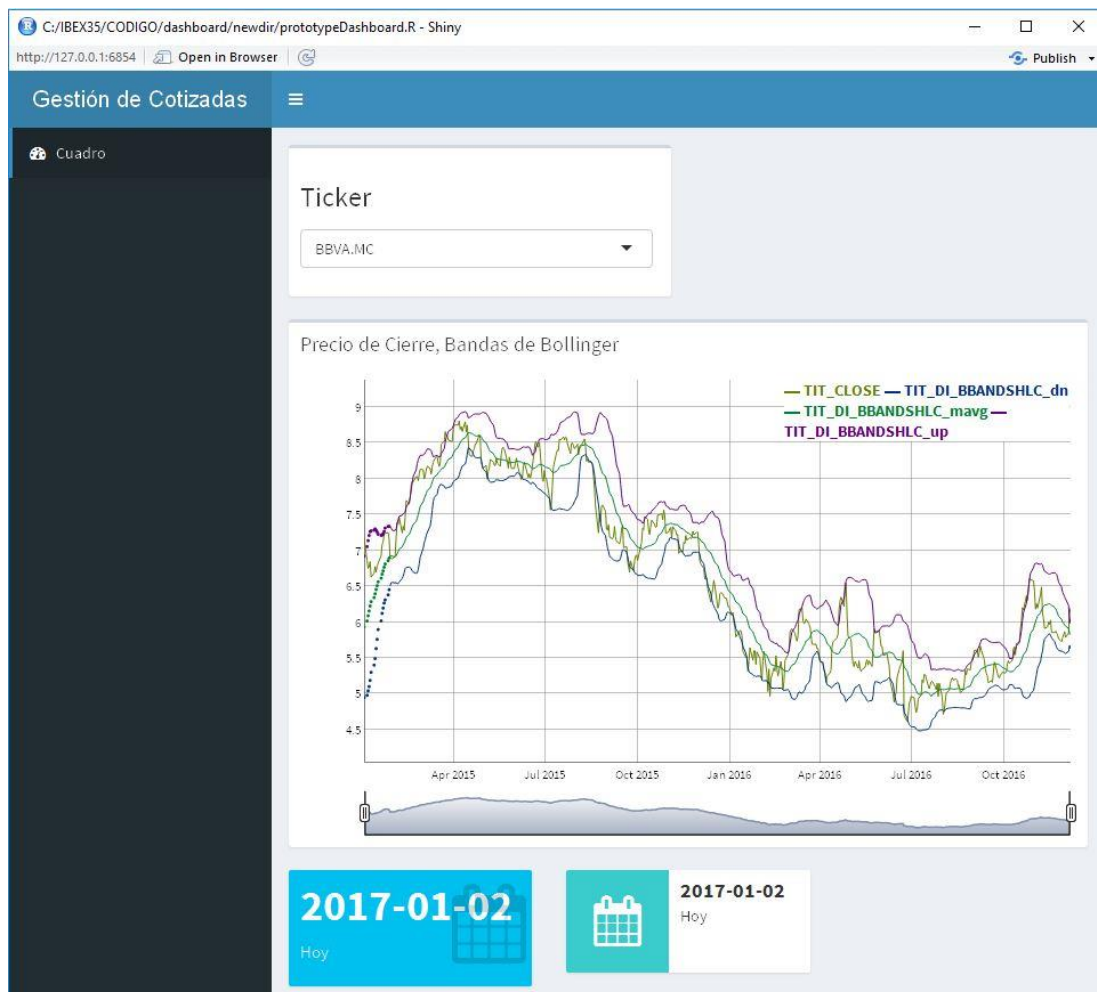 C:/IBEX35/CODIGO/dashboard/newdir/prototypeDashboard.R - Shiny
http://127.0.0.1:6854 Open in Browser Publish
Gestión de Cotizadas
Cuadro
Ticker
BBVA.MC
Precio de Cierre, Bandas de Bollinger
TIT_CLOSE TIT_DI_BBANDSHLC_dn
TIT_DI_BBANDSHLC_mavg
TIT_DI_BBANDSHLC_up
9
8.5
8
7.5
7
6.5
6
5.5
5
4.5
Apr 2015 Jul 2015 Oct 2015 Jan 2016 Apr 2016 Jul 2016 Oct 2016
2017-01-02
Hoy
2017-01-02
Hoy